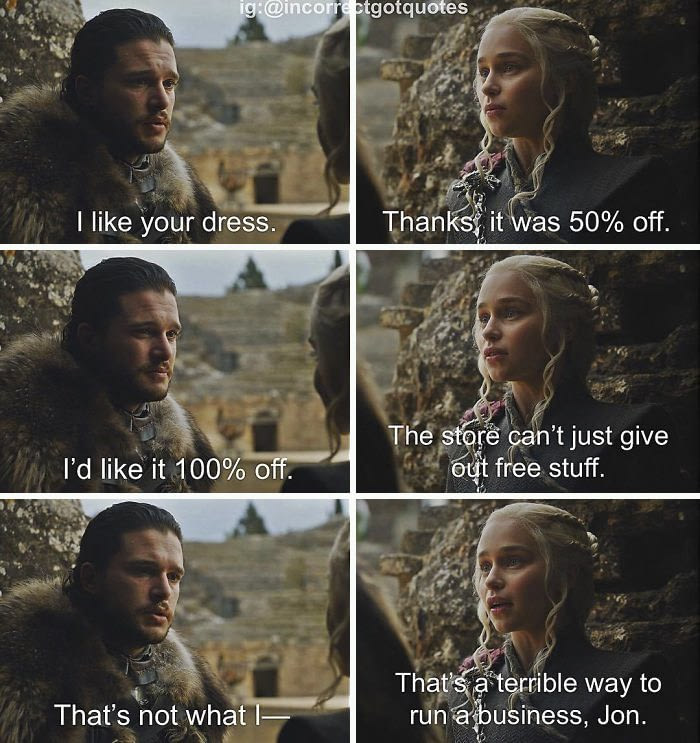 ig:@incorrectgotquotes
I like your dress.
Thanks, it was 50% off.
I'd like it 100% off.
The store can't just give
out free stuff.
That's not what I—
That's a terrible way to
run a business, Jon.